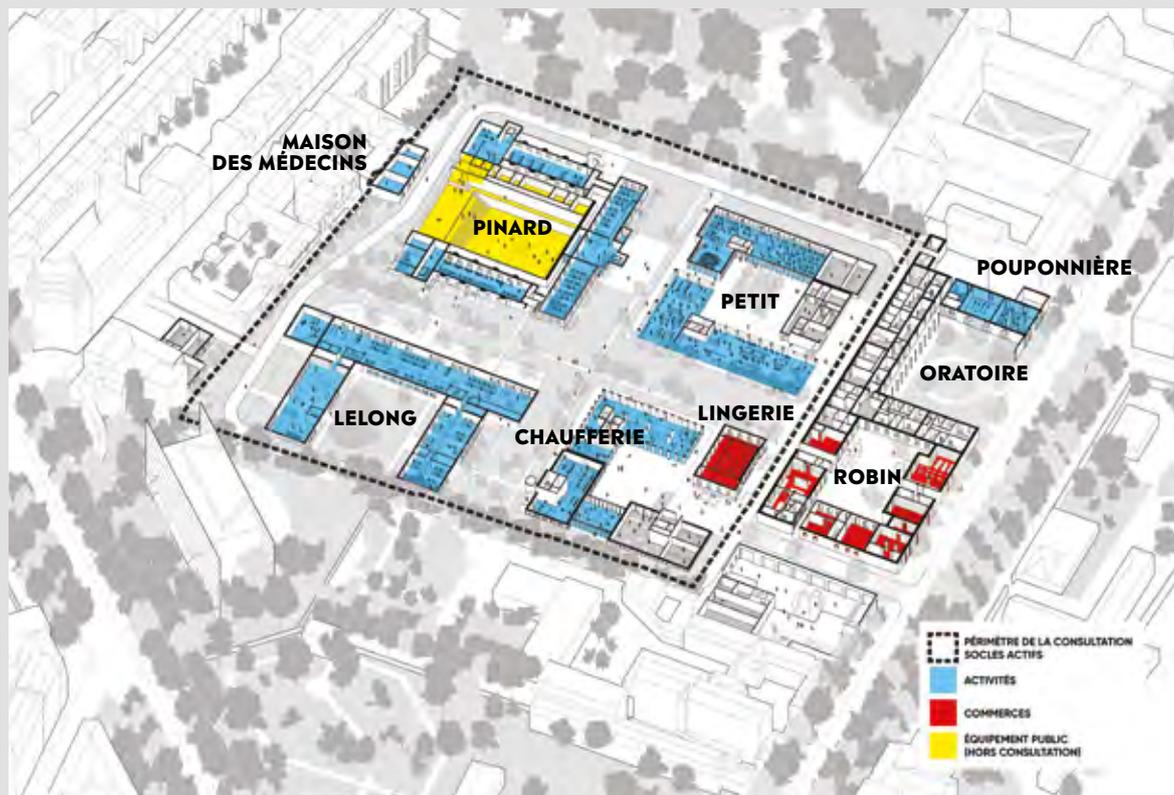 MAISON
DES MÉDECINS
PINARD
POUPONNIÈRE
PETIT
ORATOIRE
LINGERIE
LELONG
CHAUFFERIE
ROBIN
PÉRIMÈTRE DE LA CONSULTATION
SOCLES ACTIFS
ACTIVITÉS
COMMERCES
ÉQUIPEMENT PUBLIC
(HORS CONSULTATION)